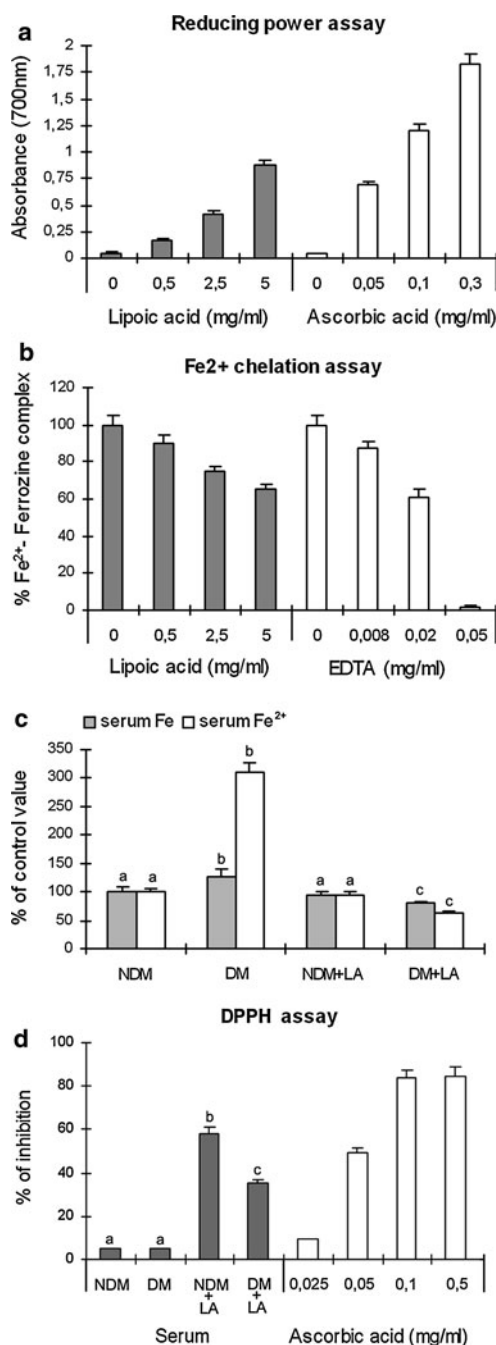 a
Reducing power assay
Absorbance (700nm)
2
1,75
1,5
1,25
1
0,75
0,5
0,25
0
0 0,5 2,5 5 0 0,05 0,1 0,3
Lipoic acid (mg/ml) Ascorbic acid (mg/ml)
b
Fe2+ chelation assay
% Fe²⁺- Ferrozine complex
120
100
80
60
40
20
0
0 0,5 2,5 5 0 0,008 0,02 0,05
Lipoic acid (mg/ml) EDTA (mg/ml)
c
serum Fe serum Fe²⁺
% of control value
350
300
250
200
150
100
50
0
a a b b a a c c
NDM DM NDM+LA DM+LA
DPPH assay
d
% of inhibition
100
80
60
40
20
0
a a b c
NDM DM NDM + LA DM + LA 0,025 0,05 0,1 0,5
Serum Ascorbic acid (mg/ml)